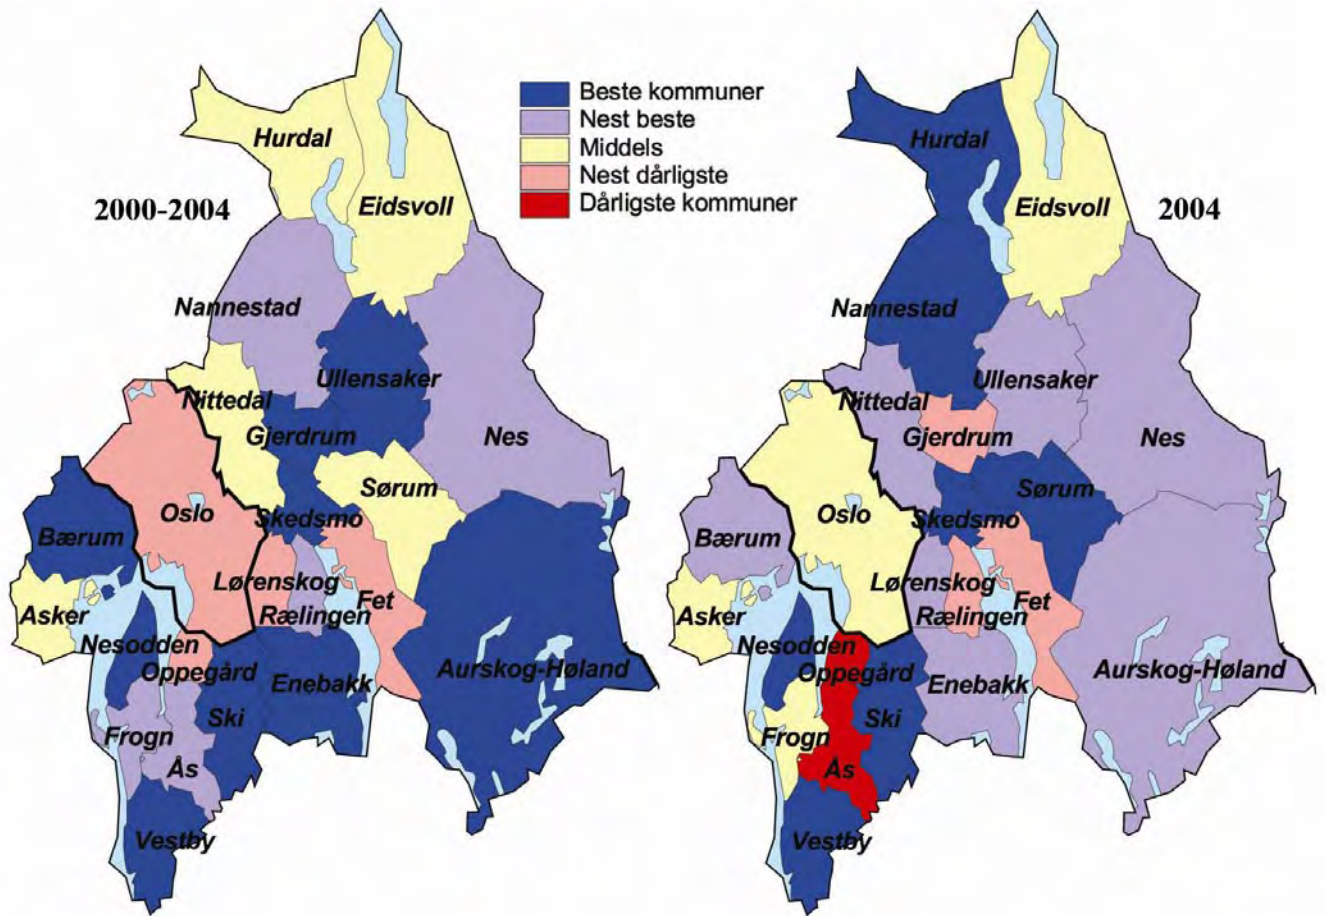 Beste kommuner
Nest beste
Middels
Nest dårligste
Dårligste kommuner
2000-2004
Hurdal
Eidsvoll
Nannestad
Ullensaker
Nittedal
Gjerdrum
Nes
Sørum
Oslo
Skedsmo
Bærum
Lørenskog
Rælingen
Fet
Asker
Nesodden
Oppegård
Enebakk
Aurskog-Høland
Ski
Frogn
Ås
Vestby
2004
Hurdal
Eidsvoll
Nannestad
Ullensaker
Nittedal
Gjerdrum
Nes
Sørum
Oslo
Skedsmo
Bærum
Lørenskog
Rælingen
Fet
Asker
Nesodden
Oppegård
Enebakk
Aurskog-Høland
Ski
Frogn
Ås
Vestby